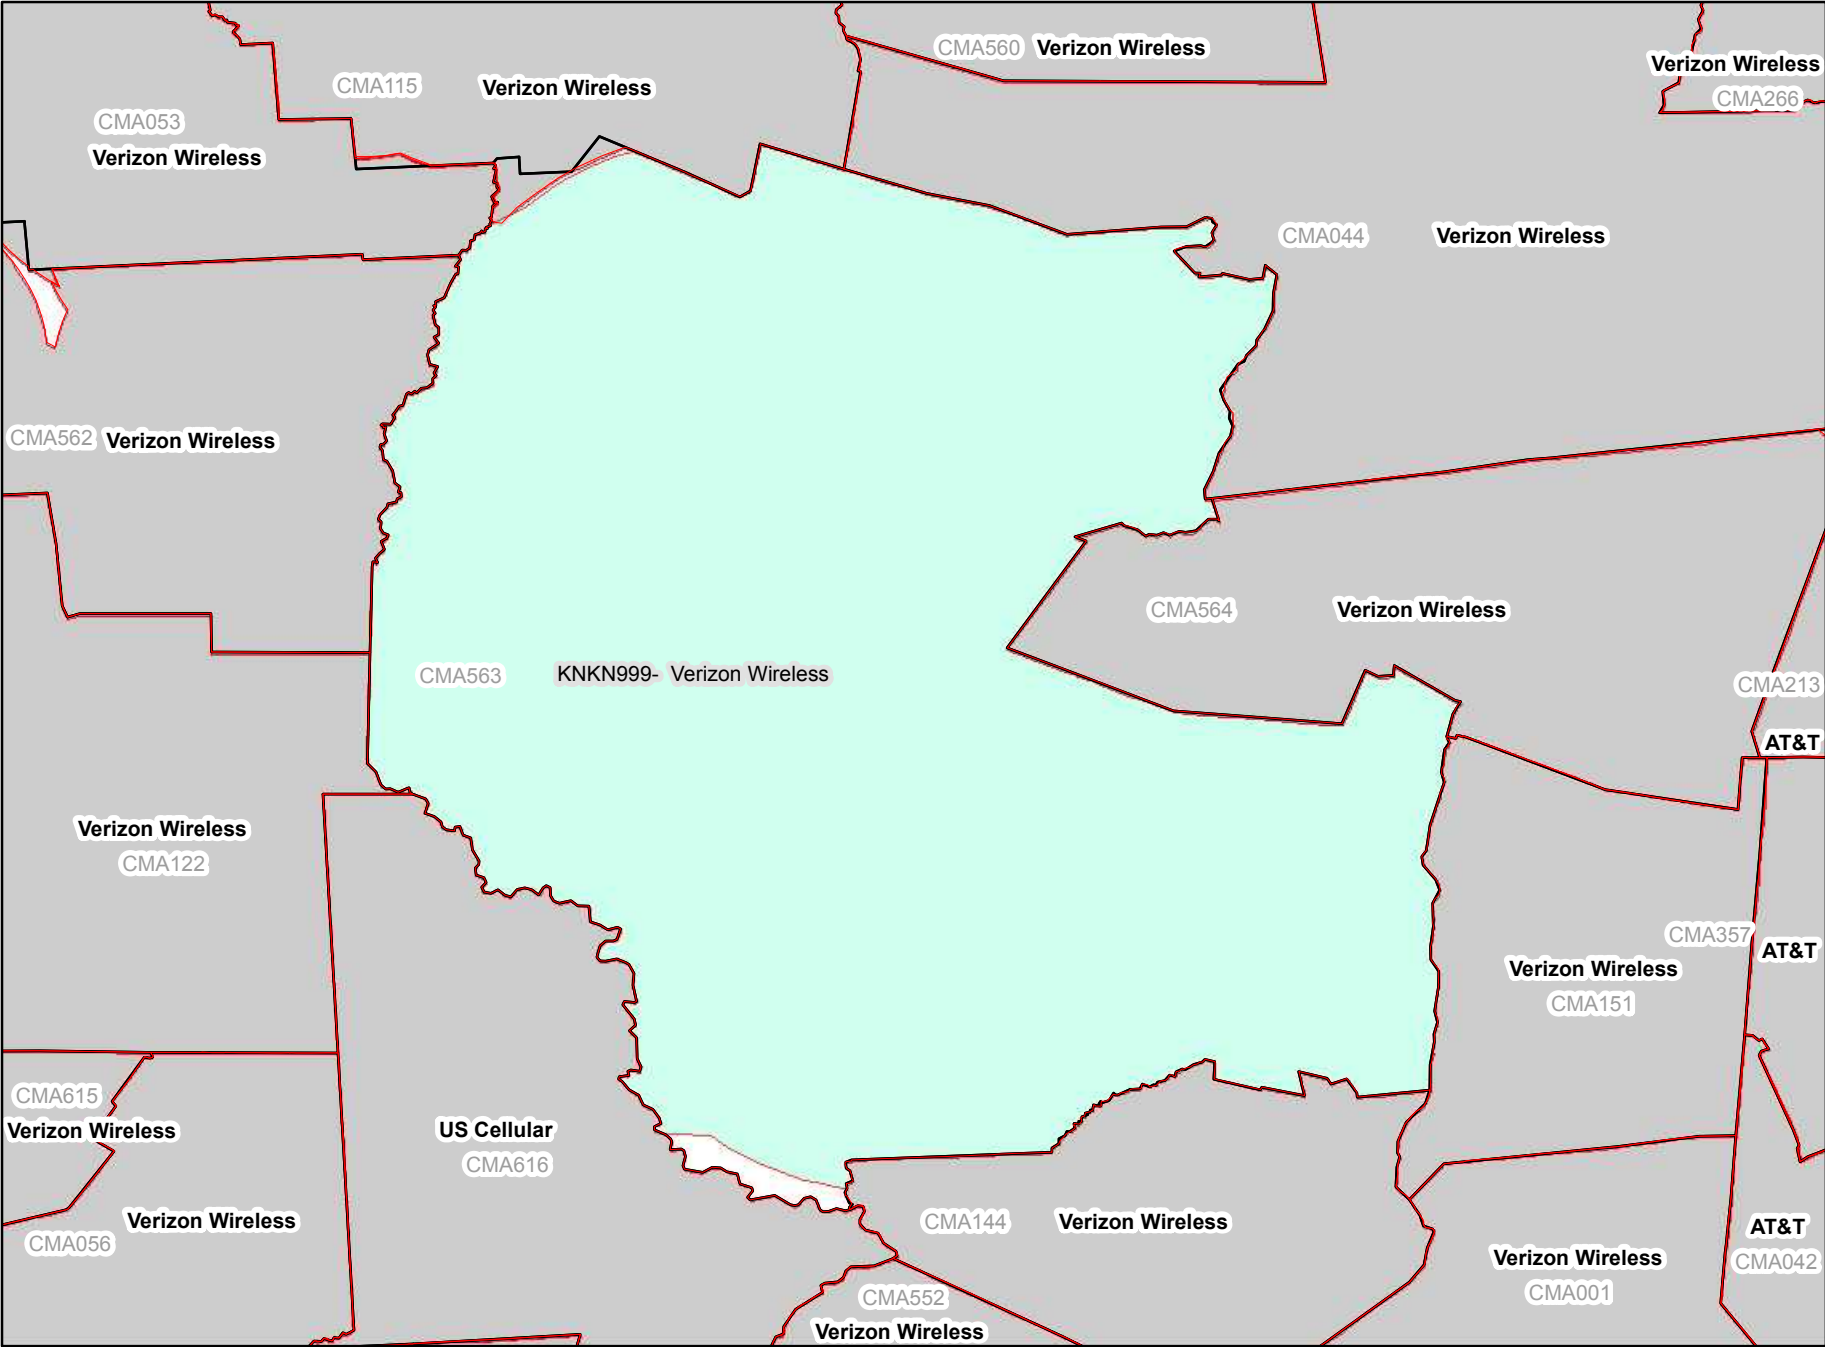 CMA560 Verizon Wireless
Verizon Wireless
CMA266
CMA115 Verizon Wireless
CMA053
Verizon Wireless
CMA044 Verizon Wireless
CMA562 Verizon Wireless
CMA564 Verizon Wireless
CMA563 KNKN999- Verizon Wireless
CMA213
AT&T
Verizon Wireless
CMA122
CMA357
AT&T
Verizon Wireless
CMA151
CMA615
Verizon Wireless
US Cellular
CMA616
Verizon Wireless
CMA056
CMA144 Verizon Wireless
AT&T
CMA042
Verizon Wireless
CMA001
CMA552
Verizon Wireless